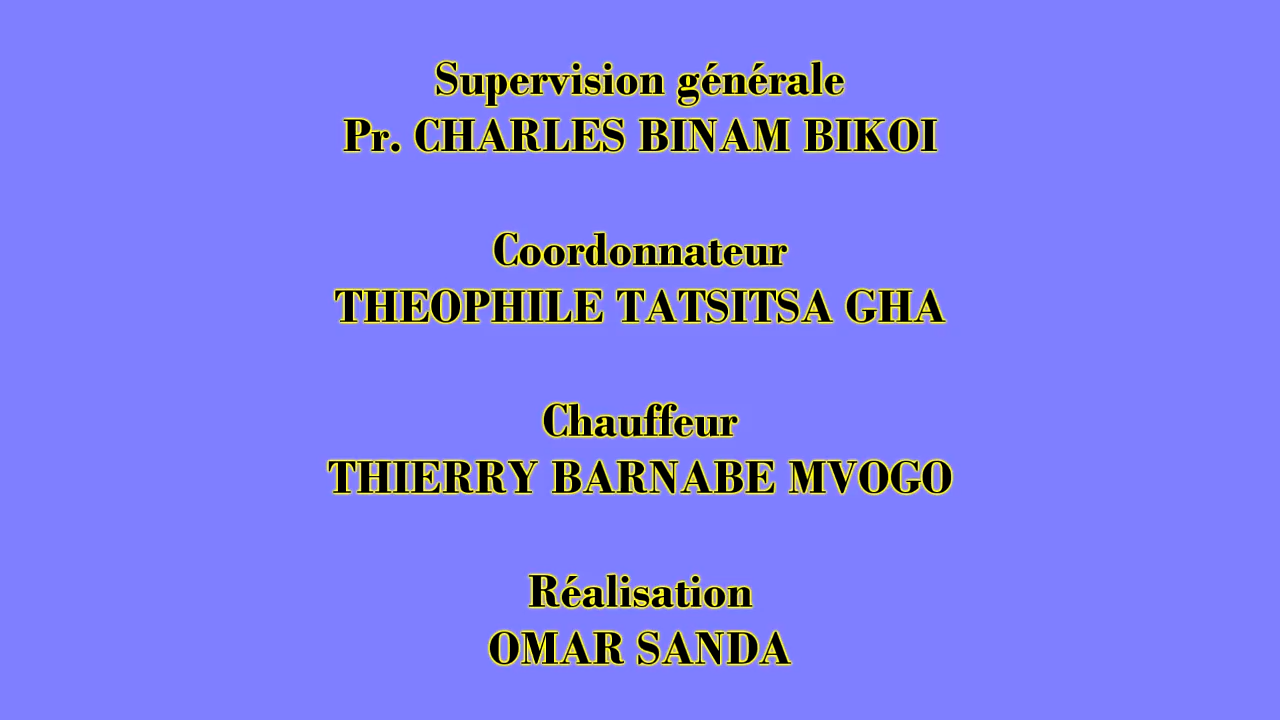 Supervision générale
Pr. CHARLES BINAM BIKOI
Coordonnateur
THEOPHILE TATSITSA GHA
Chauffeur
THIERRY BARNABE MVOGO
Réalisation
OMAR SANDA